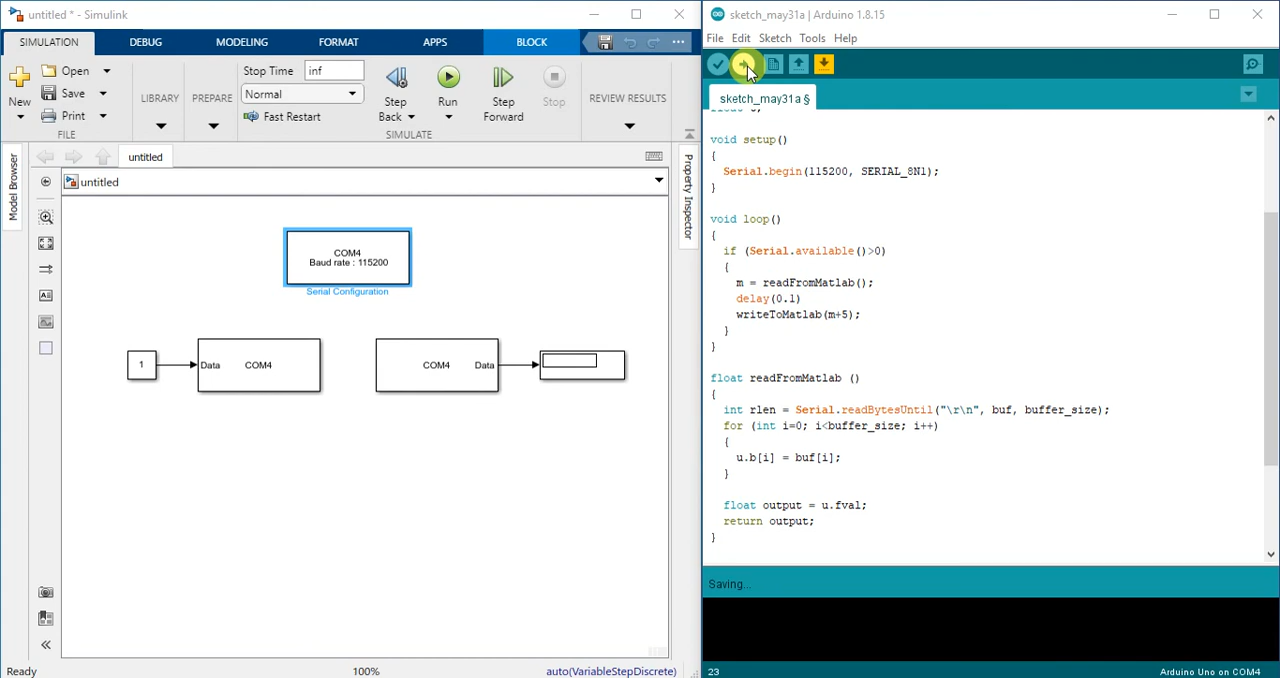 untitled * - Simulink
SIMULATION
DEBUG
MODELING
FORMAT
APPS
BLOCK
New
Open
Save
Print
FILE
LIBRARY
PREPARE
Stop Time
inf
Normal
Fast Restart
Step
Back
Run
Step
Forward
Stop
SIMULATE
REVIEW RESULTS
untitled
untitled
Model Browser
Property Inspector
COM4
Baud rate : 115200
Serial Configuration
1
Data
COM4
COM4
Data
Ready
100%
auto(VariableStepDiscrete)
sketch_may31a | Arduino 1.8.15
File
Edit
Sketch
Tools
Help
sketch_may31a §
void setup()
{
Serial.begin(115200, SERIAL_8N1);
}
void loop()
{
if (Serial.available()>0)
{
m = readFromMatlab();
delay(0.1)
writeToMatlab(m+5);
}
}
float readFromMatlab ()
{
int rlen = Serial.readBytesUntil("\r\n", buf, buffer_size);
for (int i=0; i<buffer_size; i++)
{
u.b[i] = buf[i];
}
float output = u.fval;
return output;
}
Saving...
23
Arduino Uno on COM4